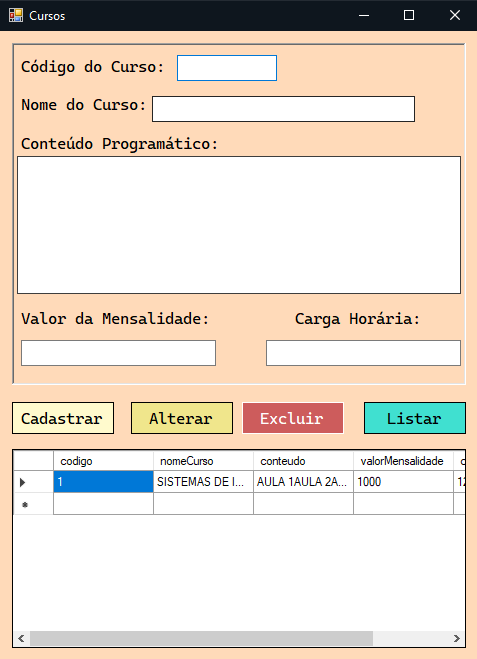 Cursos
Código do Curso:
Nome do Curso:
Conteúdo Programático:
Valor da Mensalidade: Carga Horária:
Cadastrar Alterar Excluir Listar
codigo nomeCurso conteudo valorMensalidade c
1 SISTEMAS DE I... AULA 1AULA 2A... 1000 12